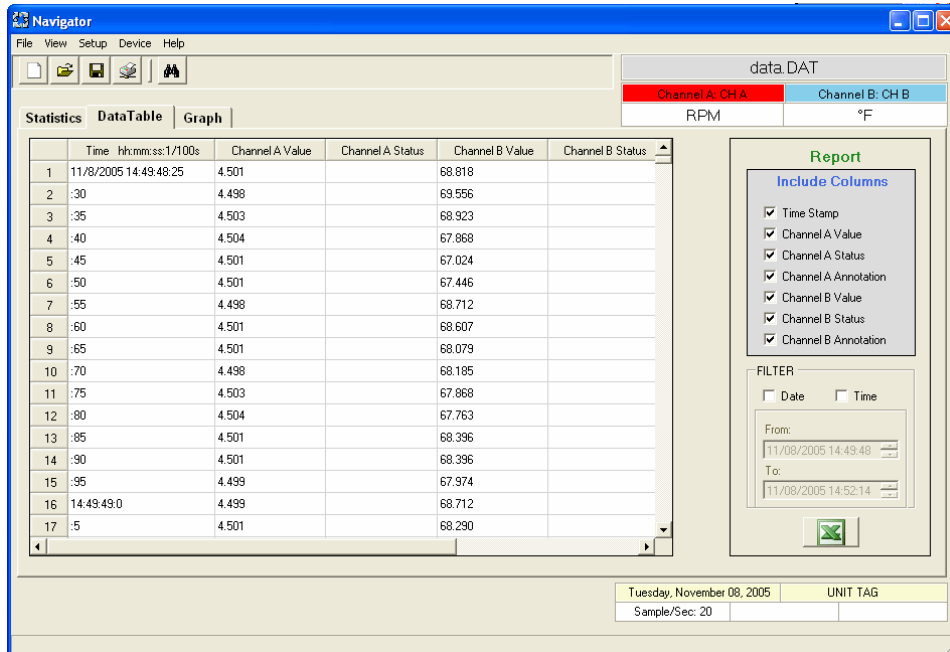 Navigator
File View Setup Device Help
data.DAT
Channel A: CH A Channel B: CH B
RPM °F
Statistics DataTable Graph
Time hh:mm:ss:1/100s Channel A Value Channel A Status Channel B Value Channel B Status
1 11/8/2005 14:49:48:25 4.501 68.818
2 :30 4.498 69.556
3 :35 4.503 68.923
4 :40 4.504 67.868
5 :45 4.501 67.024
6 :50 4.501 67.446
7 :55 4.498 68.712
8 :60 4.501 68.607
9 :65 4.501 68.079
10 :70 4.498 68.185
11 :75 4.503 67.868
12 :80 4.504 67.763
13 :85 4.501 68.396
14 :90 4.501 68.396
15 :95 4.499 67.974
16 14:49:49:0 4.499 68.712
17 :5 4.501 68.290
Report
Include Columns
Time Stamp
Channel A Value
Channel A Status
Channel A Annotation
Channel B Value
Channel B Status
Channel B Annotation
FILTER
Date Time
From:
11/08/2005 14:49:48
To:
11/08/2005 14:52:14
Tuesday, November 08, 2005 UNIT TAG
Sample/Sec: 20